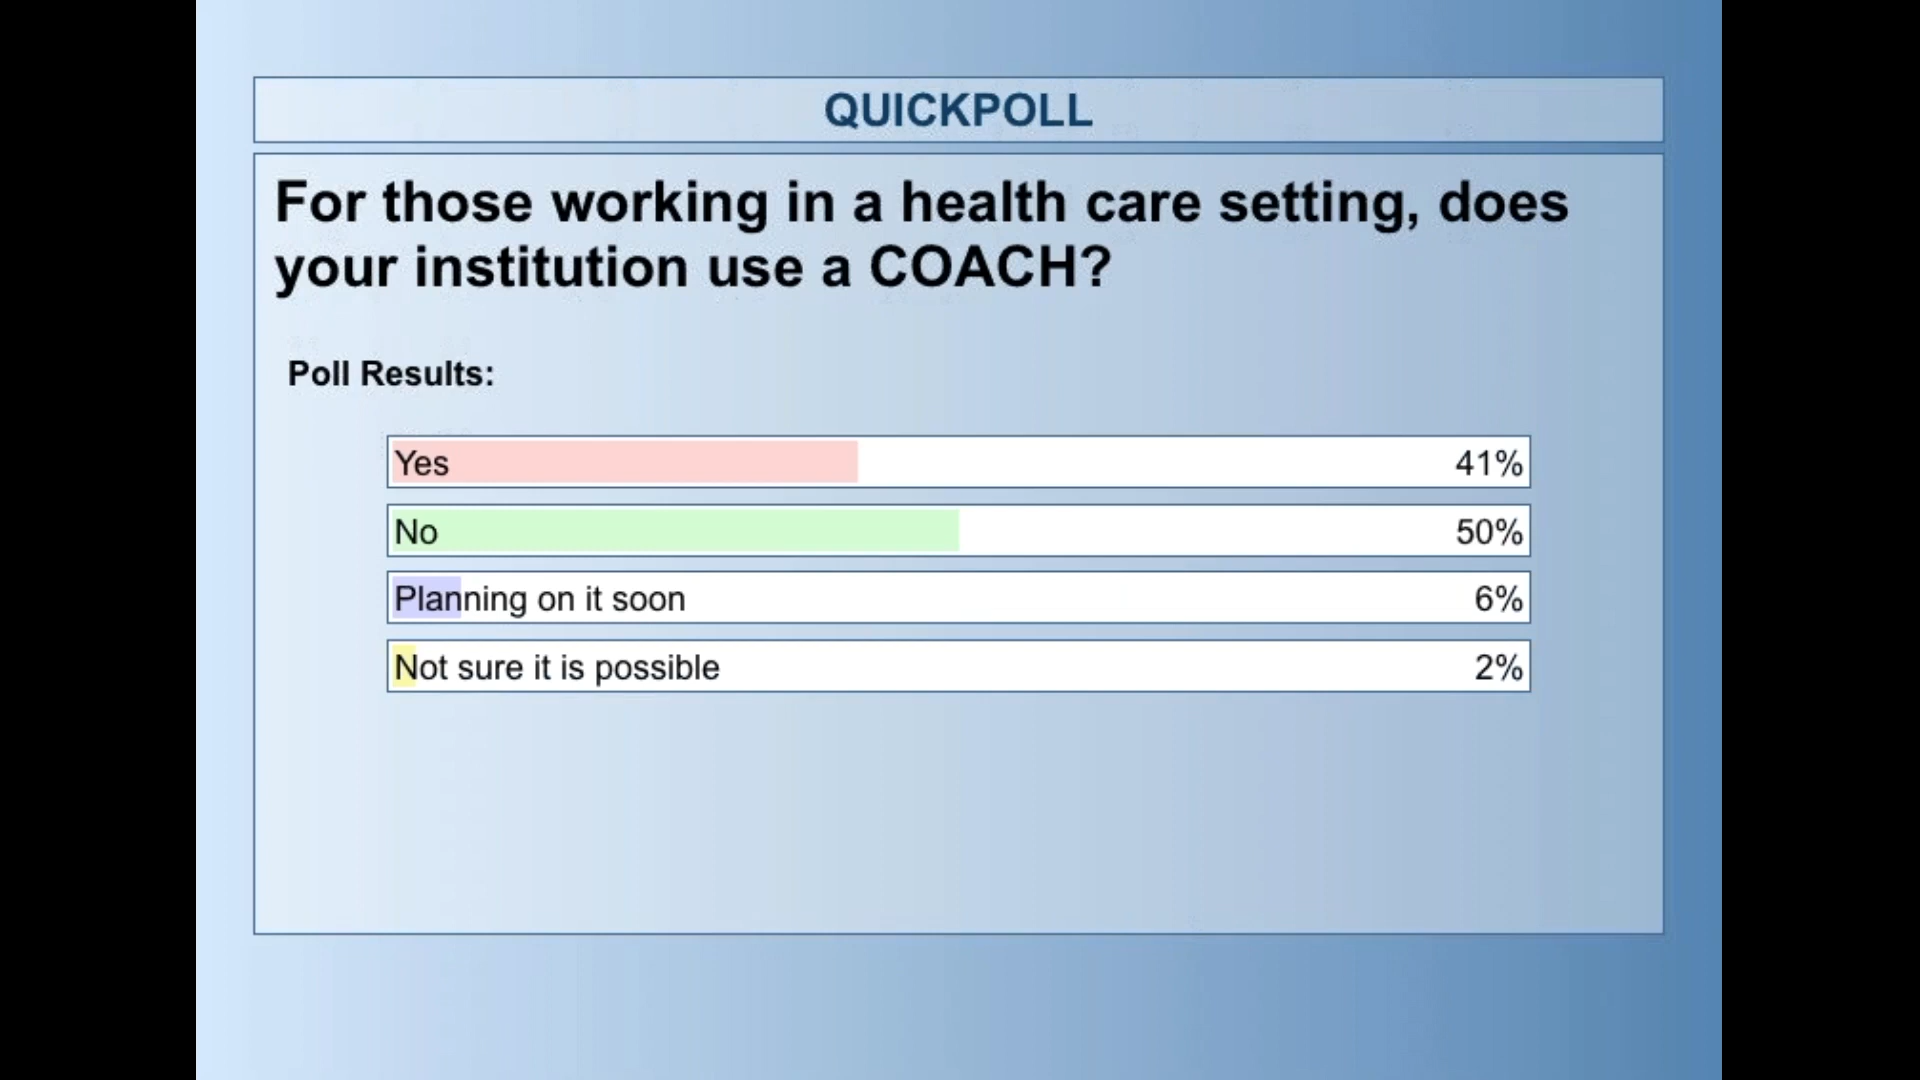 QUICKPOLL
For those working in a health care setting, does
your institution use a COACH?
Poll Results:
Yes 41%
No 50%
Planning on it soon 6%
Not sure it is possible 2%